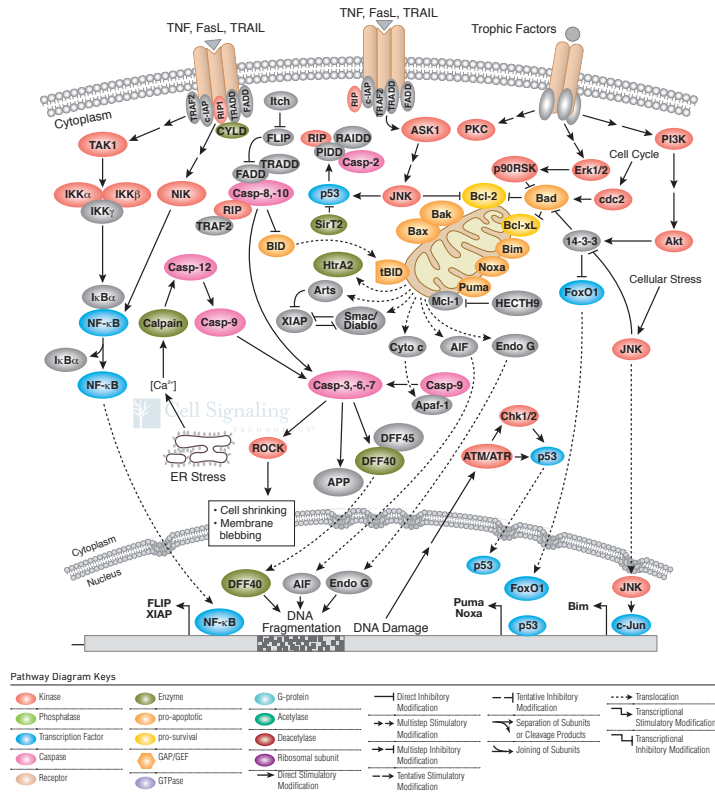 TNF, FasL, TRAIL
TNF, FasL, TRAIL
Trophic Factors
Cytoplasm
TRAF2
c-IAP
RIP1
TRADD
FADD
CYLD
RIP
c-IAP
TRAF2
TRADD
FADD
Itch
FLIP
TRADD
FADD
Casp-8,-10
RIP
TRAF2
RIP
RAIDD
PIDD
Casp-2
ASK1
PKC
PI3K
Cell Cycle
TAK1
IKKα
IKKβ
IKKγ
NIK
p53
SirT2
JNK
Bcl-2
p90RSK
Erk1/2
Bad
cdc2
Bak
Bax
Bcl-xL
Bim
Noxa
Puma
tBID
BID
Mcl-1
HECTH9
14-3-3
Akt
FoxO1
Cellular Stress
JNK
HtrA2
Arts
XIAP
Smac/
Diablo
Cyto c
AIF
Endo G
Casp-12
Calpain
Casp-9
IκBα
NF-κB
IκBα
NF-κB
[Ca²⁺]
ER Stress
Cell Signaling
TECHNOLOGY®
Casp-3,-6,-7
Casp-9
Apaf-1
ROCK
DFF45
DFF40
APP
Chk1/2
ATM/ATR
p53
• Cell shrinking
• Membrane
blebbing
Cytoplasm
Nucleus
p53
FoxO1
JNK
DFF40
AIF
Endo G
FLIP
XIAP
NF-κB
DNA
Fragmentation
DNA Damage
Puma
Noxa
p53
Bim
c-Jun
Pathway Diagram Keys
Kinase
Phosphatase
Transcription Factor
Caspase
Receptor
Enzyme
pro-apoptotic
pro-survival
GAP/GEF
GTPase
G-protein
Acetylase
Deacetylase
Ribosomal subunit
Direct Stimulatory
Modification
Direct Inhibitory
Modification
Multistep Stimulatory
Modification
Multistep Inhibitory
Modification
Tentative Stimulatory
Modification
Tentative Inhibitory
Modification
Separation of Subunits
or Cleavage Products
Joining of Subunits
Translocation
Transcriptional
Stimulatory Modification
Transcriptional
Inhibitory Modification